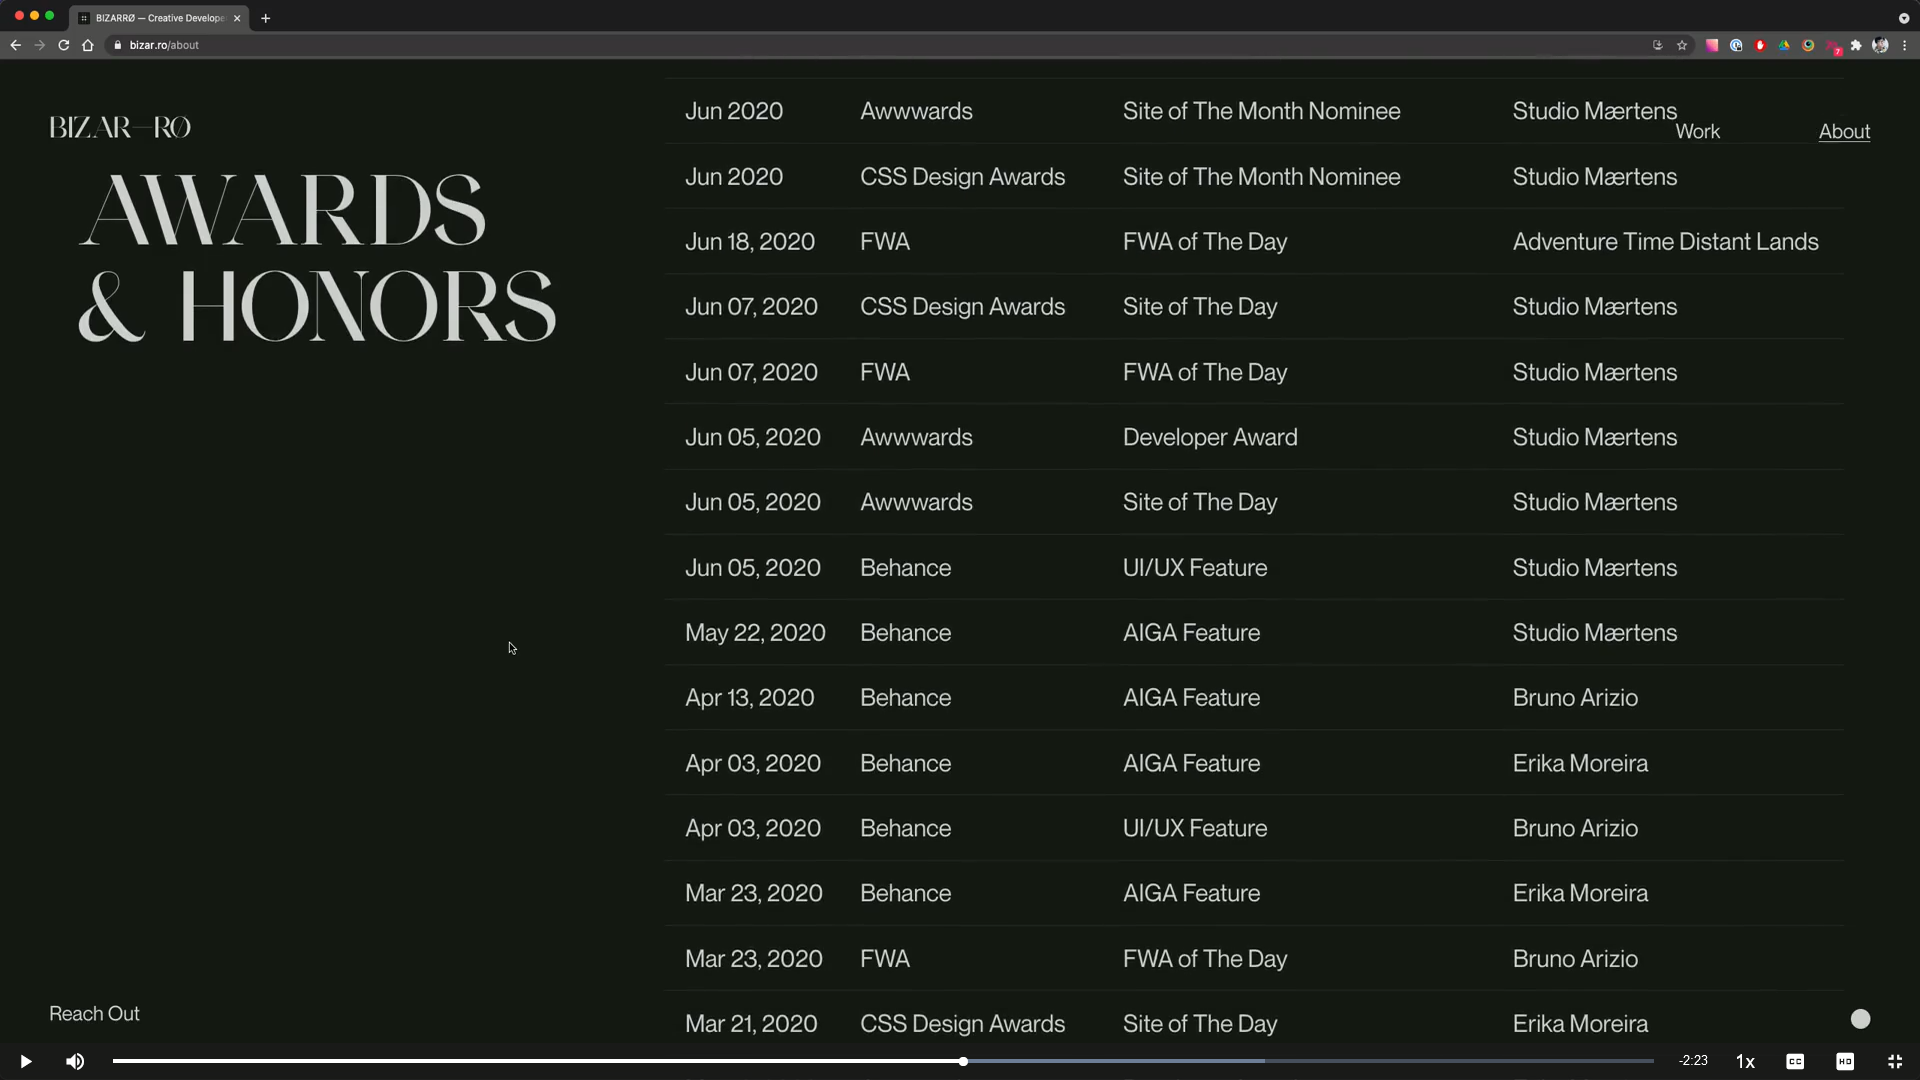 BIZARRØ — Creative Develope
bizar.ro/about
7
BIZAR—RØ
Work
About
AWARDS
& HONORS
Jun 2020 Awwwards Site of The Month Nominee Studio Mærtens
Jun 2020 CSS Design Awards Site of The Month Nominee Studio Mærtens
Jun 18, 2020 FWA FWA of The Day Adventure Time Distant Lands
Jun 07, 2020 CSS Design Awards Site of The Day Studio Mærtens
Jun 07, 2020 FWA FWA of The Day Studio Mærtens
Jun 05, 2020 Awwwards Developer Award Studio Mærtens
Jun 05, 2020 Awwwards Site of The Day Studio Mærtens
Jun 05, 2020 Behance UI/UX Feature Studio Mærtens
May 22, 2020 Behance AIGA Feature Studio Mærtens
Apr 13, 2020 Behance AIGA Feature Bruno Arizio
Apr 03, 2020 Behance AIGA Feature Erika Moreira
Apr 03, 2020 Behance UI/UX Feature Bruno Arizio
Mar 23, 2020 Behance AIGA Feature Erika Moreira
Mar 23, 2020 FWA FWA of The Day Bruno Arizio
Mar 21, 2020 CSS Design Awards Site of The Day Erika Moreira
Reach Out
-2:23 1x CC HD